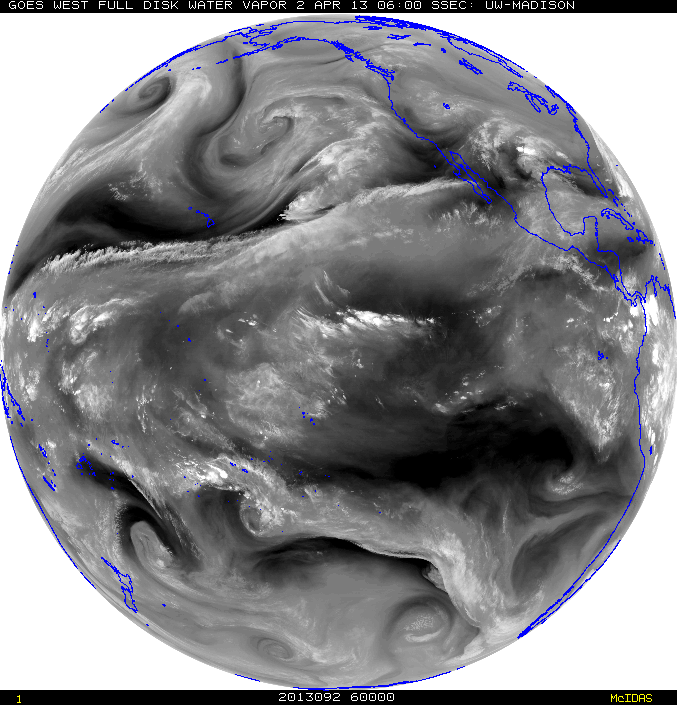 GOES WEST FULL DISK WATER VAPOR 2 APR 13 06:00 SSEC: UW-MADISON
1 2013092 60000 McIDAS